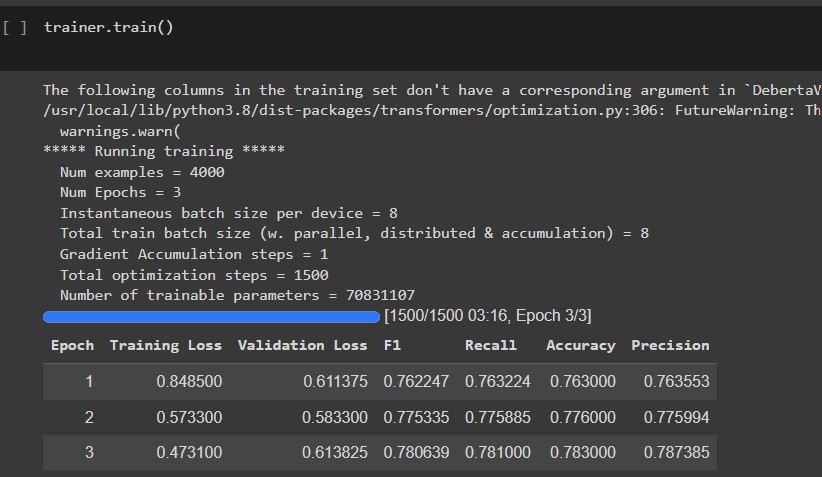 [ ] trainer.train()
The following columns in the training set don't have a corresponding argument in `DebertaV
/usr/local/lib/python3.8/dist-packages/transformers/optimization.py:306: FutureWarning: Th
warnings.warn(
***** Running training *****
Num examples = 4000
Num Epochs = 3
Instantaneous batch size per device = 8
Total train batch size (w. parallel, distributed & accumulation) = 8
Gradient Accumulation steps = 1
Total optimization steps = 1500
Number of trainable parameters = 70831107
[1500/1500 03:16, Epoch 3/3]
Epoch Training Loss Validation Loss F1 Recall Accuracy Precision
1 0.848500 0.611375 0.762247 0.763224 0.763000 0.763553
2 0.573300 0.583300 0.775335 0.775885 0.776000 0.775994
3 0.473100 0.613825 0.780639 0.781000 0.783000 0.787385